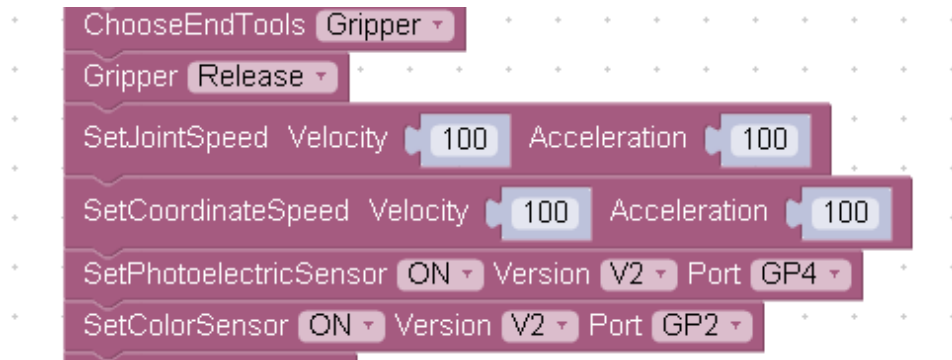 ChooseEndTools Gripper
Gripper Release
SetJointSpeed Velocity 100 Acceleration 100
SetCoordinateSpeed Velocity 100 Acceleration 100
SetPhotoelectricSensor ON Version V2 Port GP4
SetColorSensor ON Version V2 Port GP2